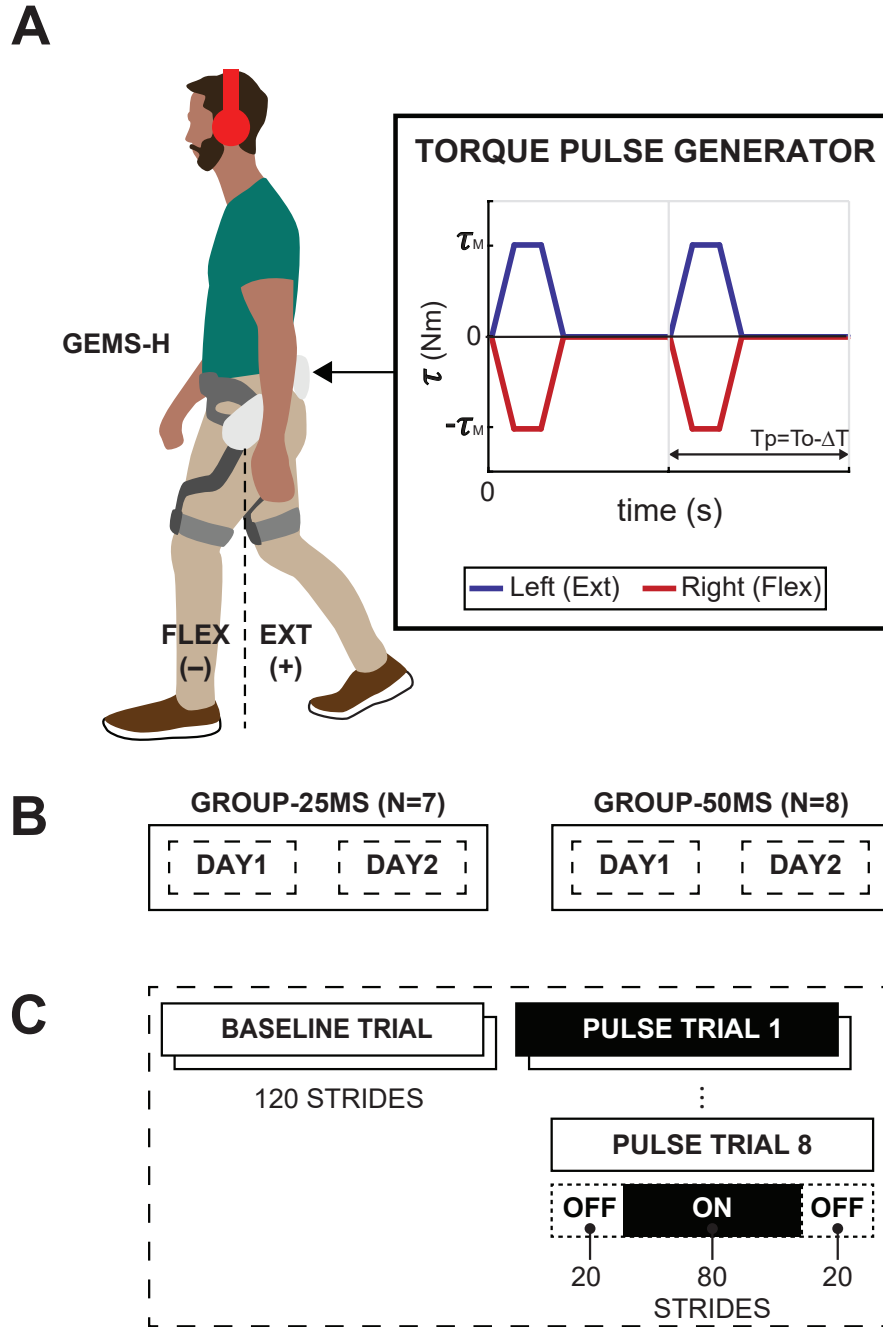 A
TORQUE PULSE GENERATOR
GEMS-H
τM
0
-τM
τ (Nm)
Tp=To-ΔT
0
time (s)
Left (Ext)
Right (Flex)
FLEX
(–)
EXT
(+)
B
GROUP-25MS (N=7)
GROUP-50MS (N=8)
DAY1
DAY2
DAY1
DAY2
C
BASELINE TRIAL
PULSE TRIAL 1
120 STRIDES
⋮
PULSE TRIAL 8
OFF
ON
OFF
20
80
20
STRIDES